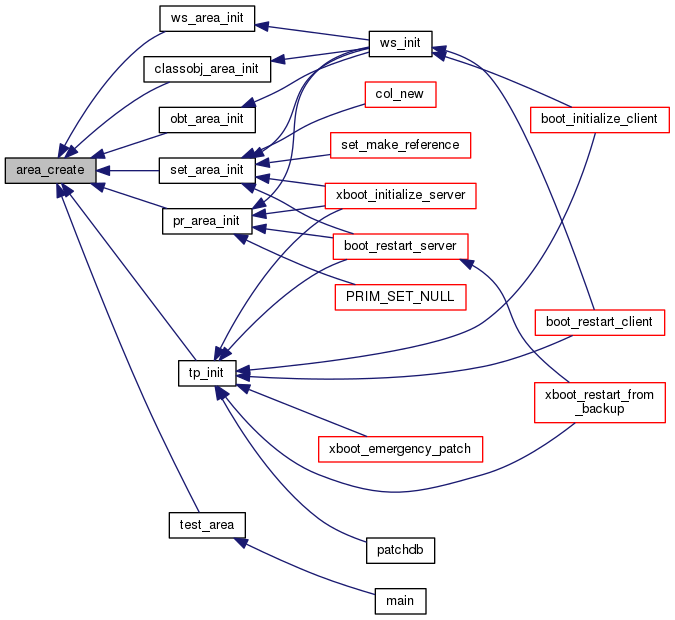 ws_area_init
ws_init
classobj_area_init
col_new
obt_area_init
boot_initialize_client
set_make_reference
area_create
set_area_init
xboot_initialize_server
pr_area_init
boot_restart_server
PRIM_SET_NULL
boot_restart_client
tp_init
xboot_restart_from
_backup
xboot_emergency_patch
test_area
patchdb
main